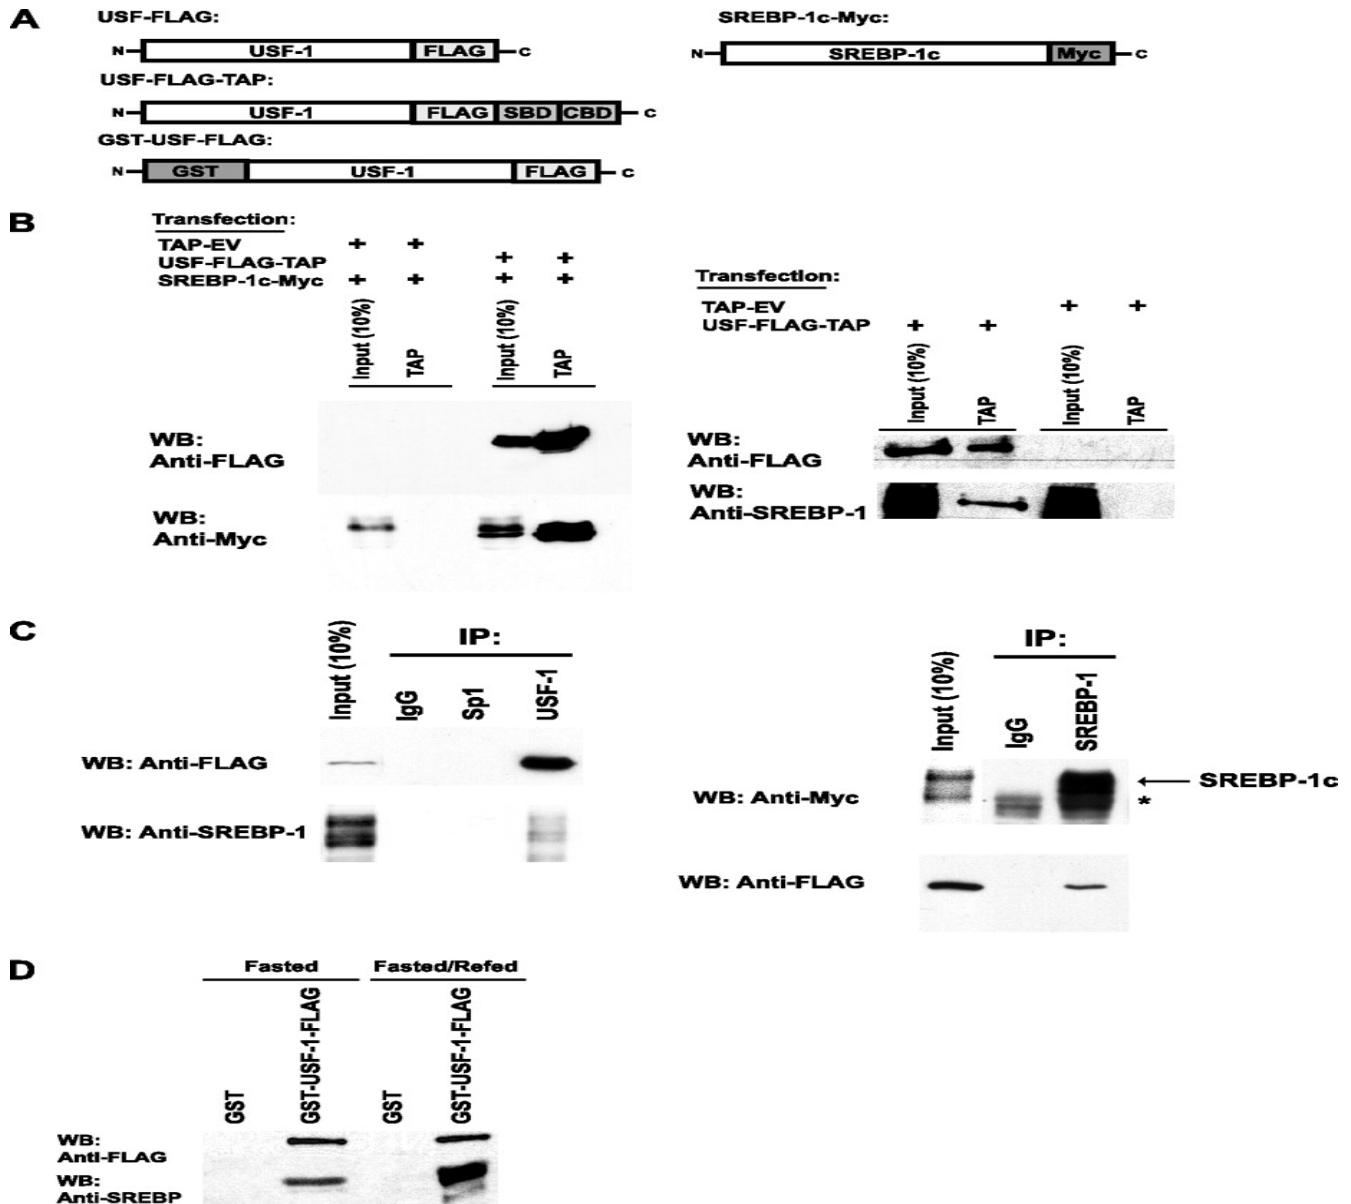 A
USF-FLAG:
N USF-1 FLAG C
USF-FLAG-TAP:
N USF-1 FLAG SBD CBD C
GST-USF-FLAG:
N GST USF-1 FLAG C
SREBP-1c-Myc:
N SREBP-1c Myc C
B
Transfection:
TAP-EV + +
USF-FLAG-TAP + +
SREBP-1c-Myc + + + +
Input (10%) TAP Input (10%) TAP
WB:
Anti-FLAG
WB:
Anti-Myc
Transfection:
TAP-EV + +
USF-FLAG-TAP + +
Input (10%) TAP Input (10%) TAP
WB:
Anti-FLAG
WB:
Anti-SREBP-1
C
IP:
Input (10%) IgG Sp1 USF-1
WB: Anti-FLAG
WB: Anti-SREBP-1
IP:
Input (10%) IgG SREBP-1
WB: Anti-Myc
SREBP-1c
*
WB: Anti-FLAG
D
Fasted Fasted/Refed
GST GST-USF-1-FLAG GST GST-USF-1-FLAG
WB:
Anti-FLAG
WB:
Anti-SREBP